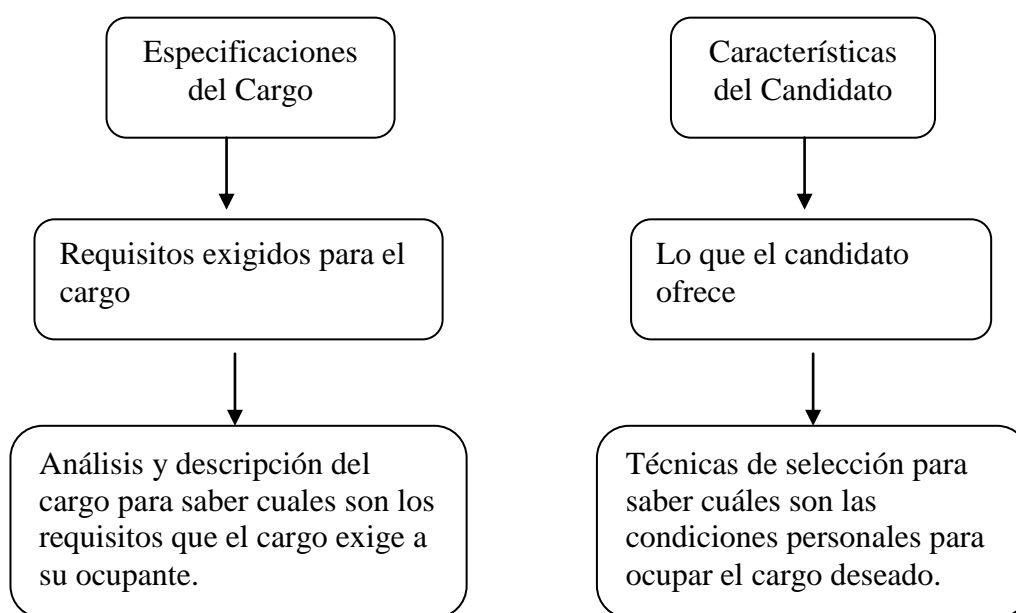 Especificaciones
del Cargo
Requisitos exigidos para el
cargo
Análisis y descripción del
cargo para saber cuales son los
requisitos que el cargo exige a
su ocupante.
Características
del Candidato
Lo que el candidato
ofrece
Técnicas de selección para
saber cuáles son las
condiciones personales para
ocupar el cargo deseado.